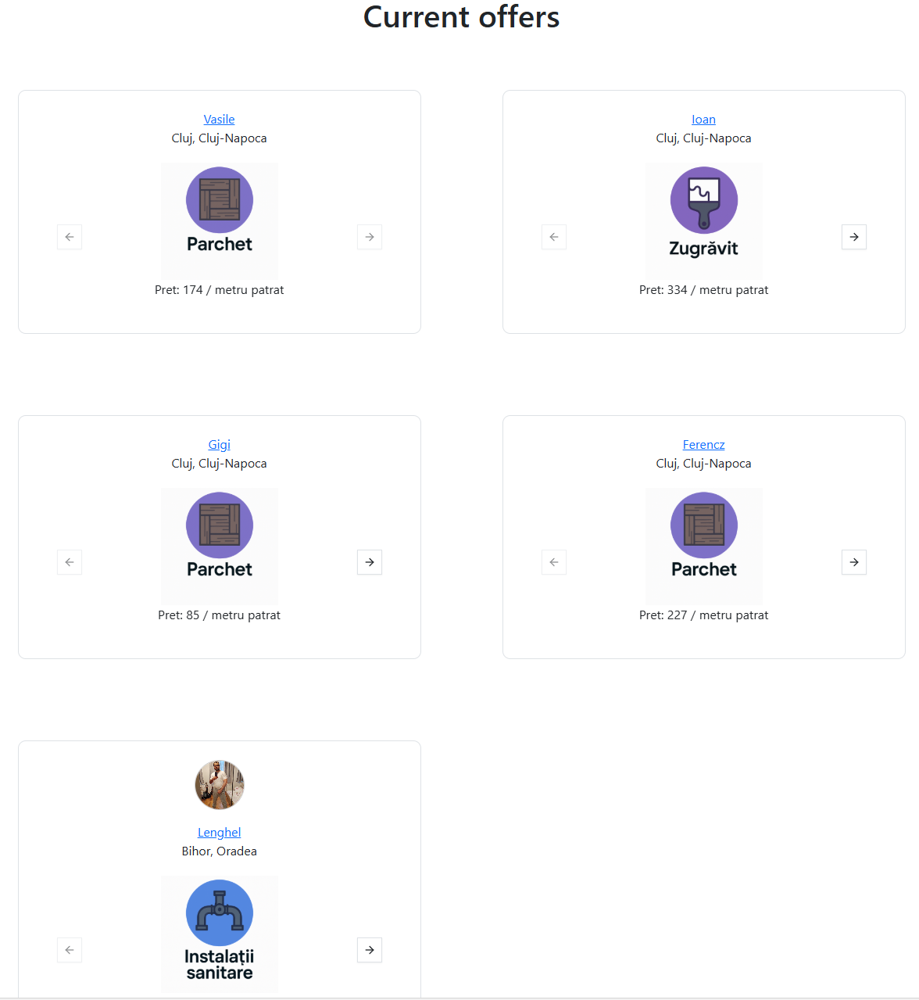 Current offers
Vasile
Cluj, Cluj-Napoca
Parchet
Pret: 174 / metru patrat
Ioan
Cluj, Cluj-Napoca
Zugrăvit
Pret: 334 / metru patrat
Gigi
Cluj, Cluj-Napoca
Parchet
Pret: 85 / metru patrat
Ferencz
Cluj, Cluj-Napoca
Parchet
Pret: 227 / metru patrat
Lenghel
Bihor, Oradea
Instalații
sanitare